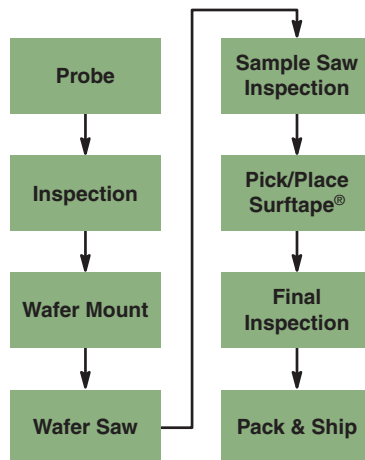 Probe
Inspection
Wafer Mount
Wafer Saw
Sample Saw
Inspection
Pick/Place
Surftape®
Final
Inspection
Pack & Ship